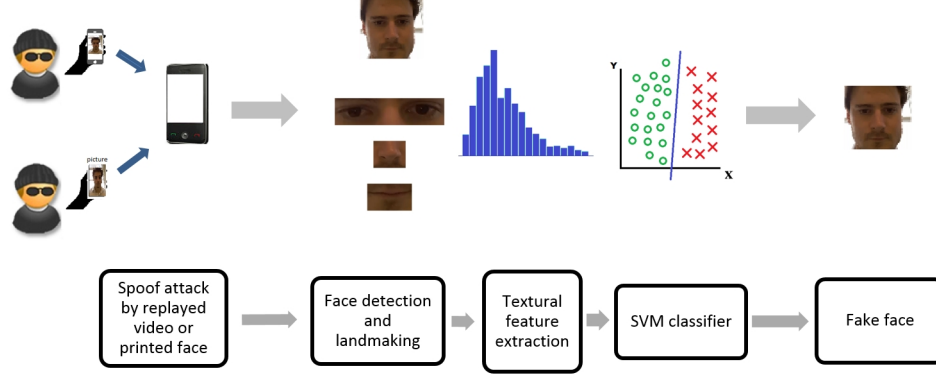 picture
Y
X
Spoof attack
by replayed
video or
printed face
Face detection
and
landmaking
Textural
feature
extraction
SVM classifier
Fake face